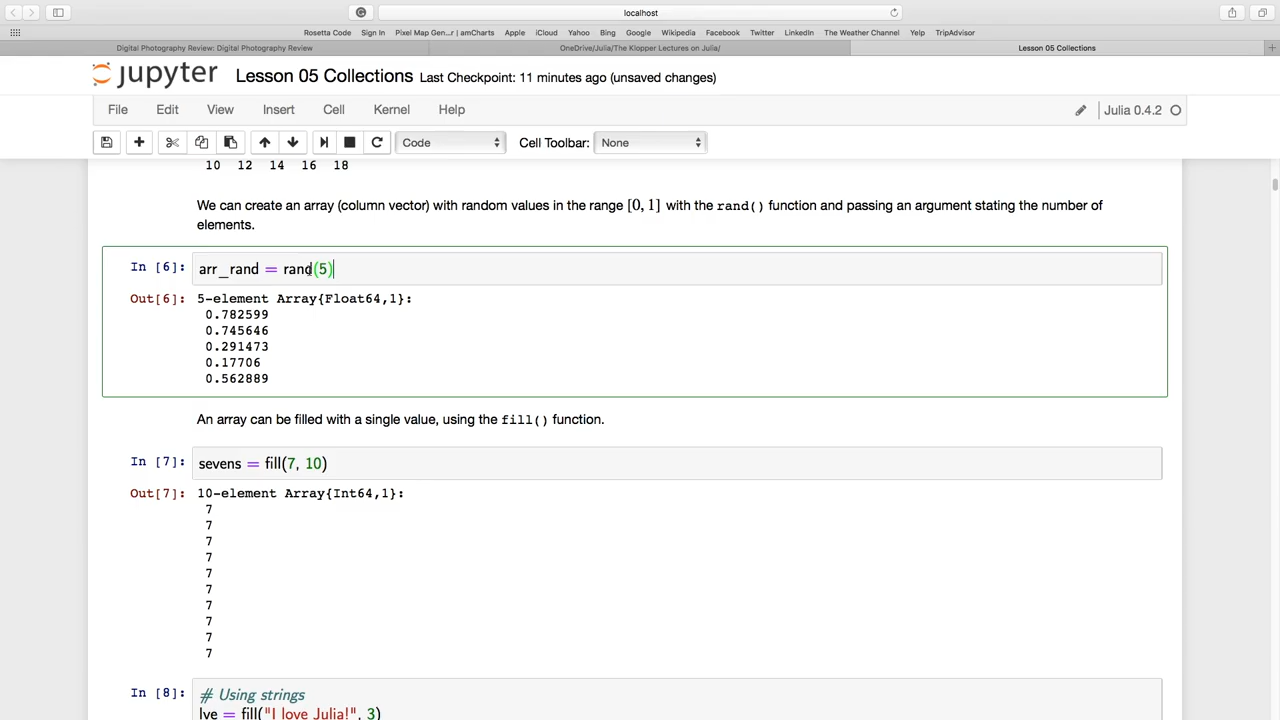 localhost
Rosetta Code Sign In Pixel Map Gen...r | amCharts Apple iCloud Yahoo Bing Google Wikipedia Facebook Twitter LinkedIn The Weather Channel Yelp TripAdvisor
Digital Photography Review: Digital Photography Review OneDrive/Julia/The Klopper Lectures on Julia/ Lesson 05 Collections
jupyter Lesson 05 Collections Last Checkpoint: 11 minutes ago (unsaved changes)
File Edit View Insert Cell Kernel Help Julia 0.4.2
Code Cell Toolbar: None
10 12 14 16 18
We can create an array (column vector) with random values in the range [0, 1] with the rand() function and passing an argument stating the number of
elements.
In [6]: arr_rand = rand(5)
Out[6]: 5-element Array{Float64,1}:
0.782599
0.745646
0.291473
0.17706
0.562889
An array can be filled with a single value, using the fill() function.
In [7]: sevens = fill(7, 10)
Out[7]: 10-element Array{Int64,1}:
7
7
7
7
7
7
7
7
7
7
In [8]: # Using strings
lve = fill("I love Julia!", 3)